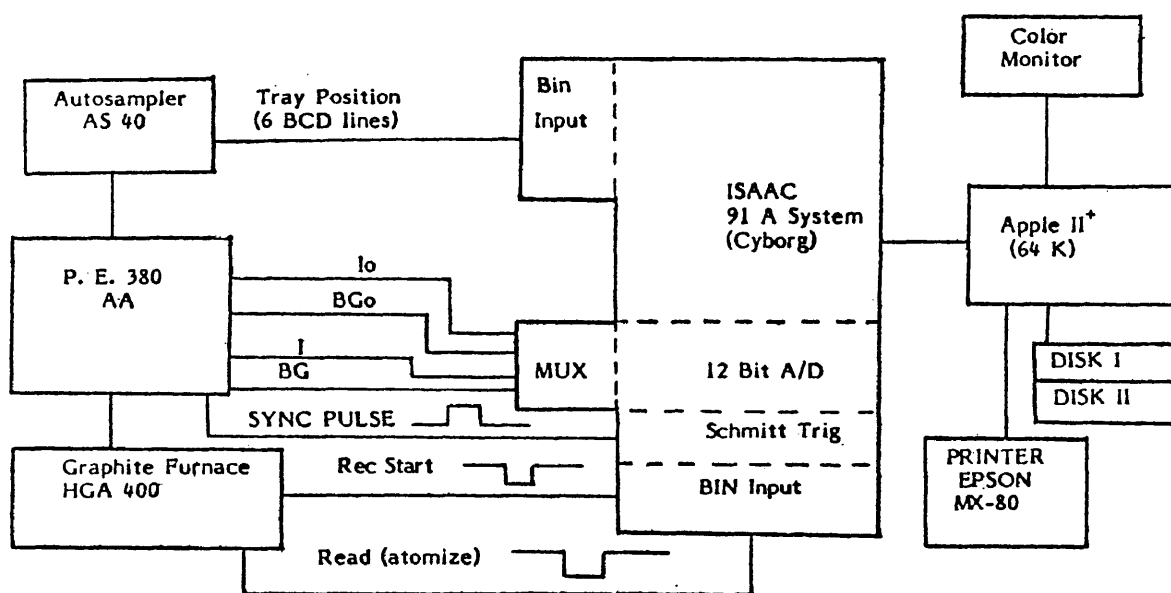 Color
Monitor
Autosampler
AS 40
Tray Position
(6 BCD lines)
Bin
Input
ISAAC
91 A System
(Cyborg)
Apple II+
(64 K)
P. E. 380
AA
Io
BGo
I
BG
MUX
12 Bit A/D
DISK I
DISK II
SYNC PULSE
Schmitt Trig
Graphite Furnace
HGA 400
Rec Start
BIN Input
PRINTER
EPSON
MX-80
Read (atomize)